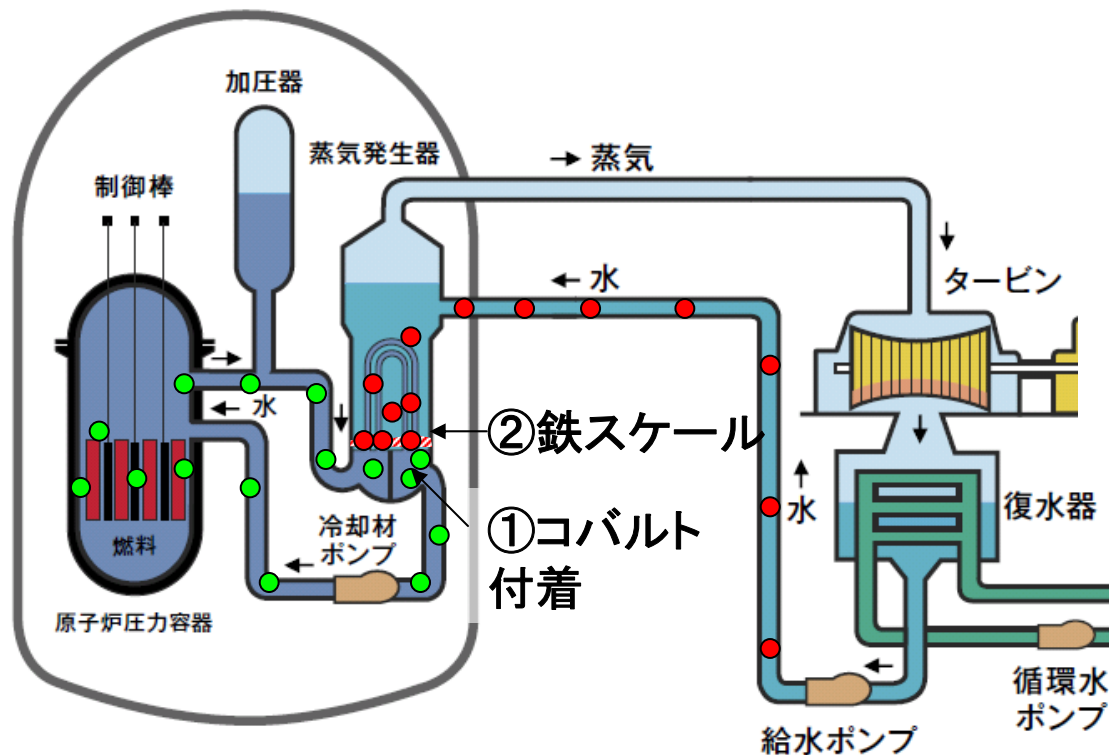 加圧器
蒸気発生器
制御棒
→ 蒸気
← 水
タービン
→
← 水
②鉄スケール
①コバルト
付着
冷却材
ポンプ
燃料
原子炉圧力容器
水
復水器
給水ポンプ
循環水
ポンプ